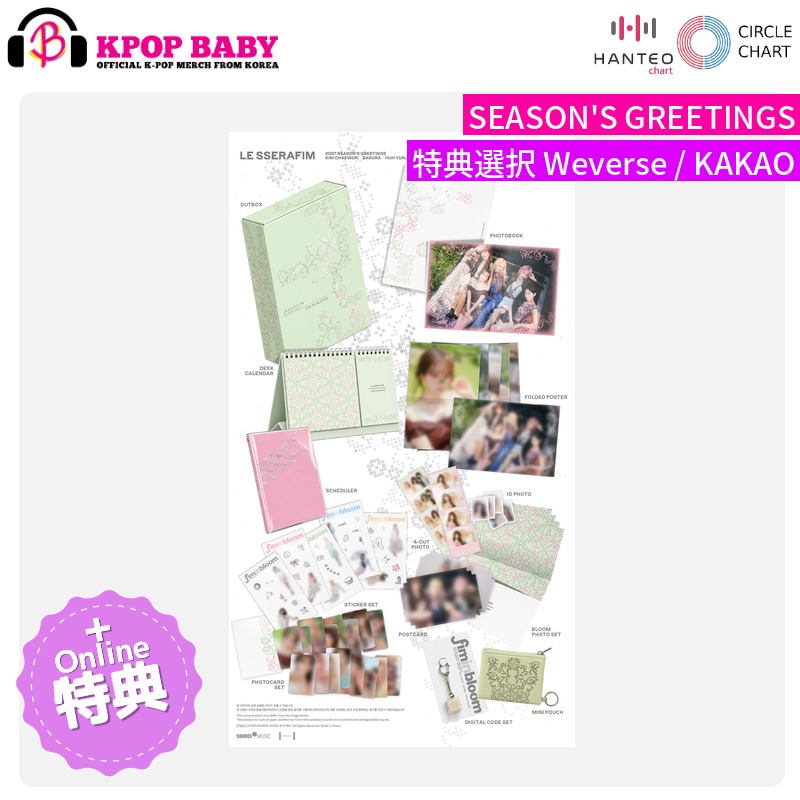 KPOP BABY
OFFICIAL K-POP MERCH FROM KOREA
HANTEO
chart
CIRCLE
CHART
SEASON'S GREETINGS
特典選択 Weverse / KAKAO
LE SSERAFIM
2027 SEASON'S GREETINGS
KIM CHAEWON SAKURA HUH YUNJ
OUTBOX
PHOTOBOOK
DESK
CALENDAR
FOLDED POSTER
SCHEDULER
ID PHOTO
4-CUT
PHOTO
STICKER SET
POSTCARD
BLOOM
PHOTO SET
PHOTOCARD
SET
fiminbloom
DIGITAL CODE SET
MINI POUCH
SOURCE MUSIC
+
Online
特典